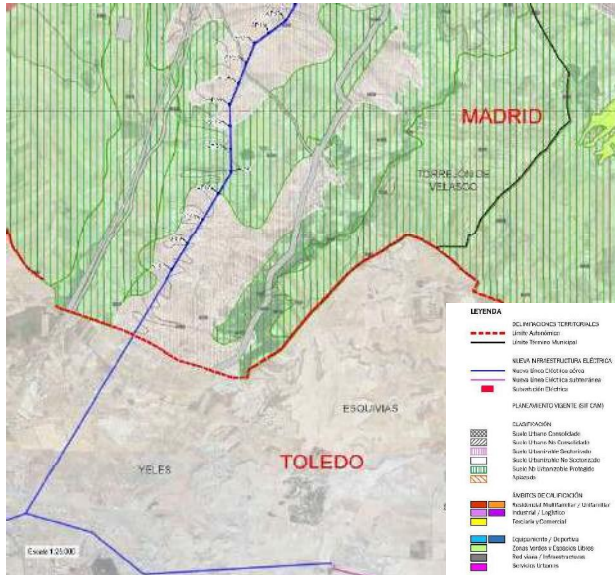 MADRID
TORREJÓN DE
VELASCO
ESQUIVIAS
TOLEDO
YELES
Escala 1:25.000
LEYENDA
DELIMITACIONES TERRITORIALES
Límite Autonómico
Límite Término Municipal
NUEVA INFRAESTRUCTURA ELÉCTRICA
Nueva Línea Eléctrica aérea
Nueva Línea Eléctrica subterránea
Subestación Eléctrica
PLANEAMIENTO VIGENTE (SIT CAM)
CLASIFICACIÓN
Suelo Urbano Consolidado
Suelo Urbano No Consolidado
Suelo Urbanizable Sectorizado
Suelo Urbanizable No Sectorizado
Suelo No Urbanizable Protegido
Aplazado
ÁMBITOS DE CALIFICACIÓN
Residencial Multifamiliar / Unifamiliar
Industrial / Logístico
Terciario y Comercial
Equipamiento / Deportivo
Zonas Verdes y Espacios Libres
Red viaria / Infraestructuras
Servicios Urbanos